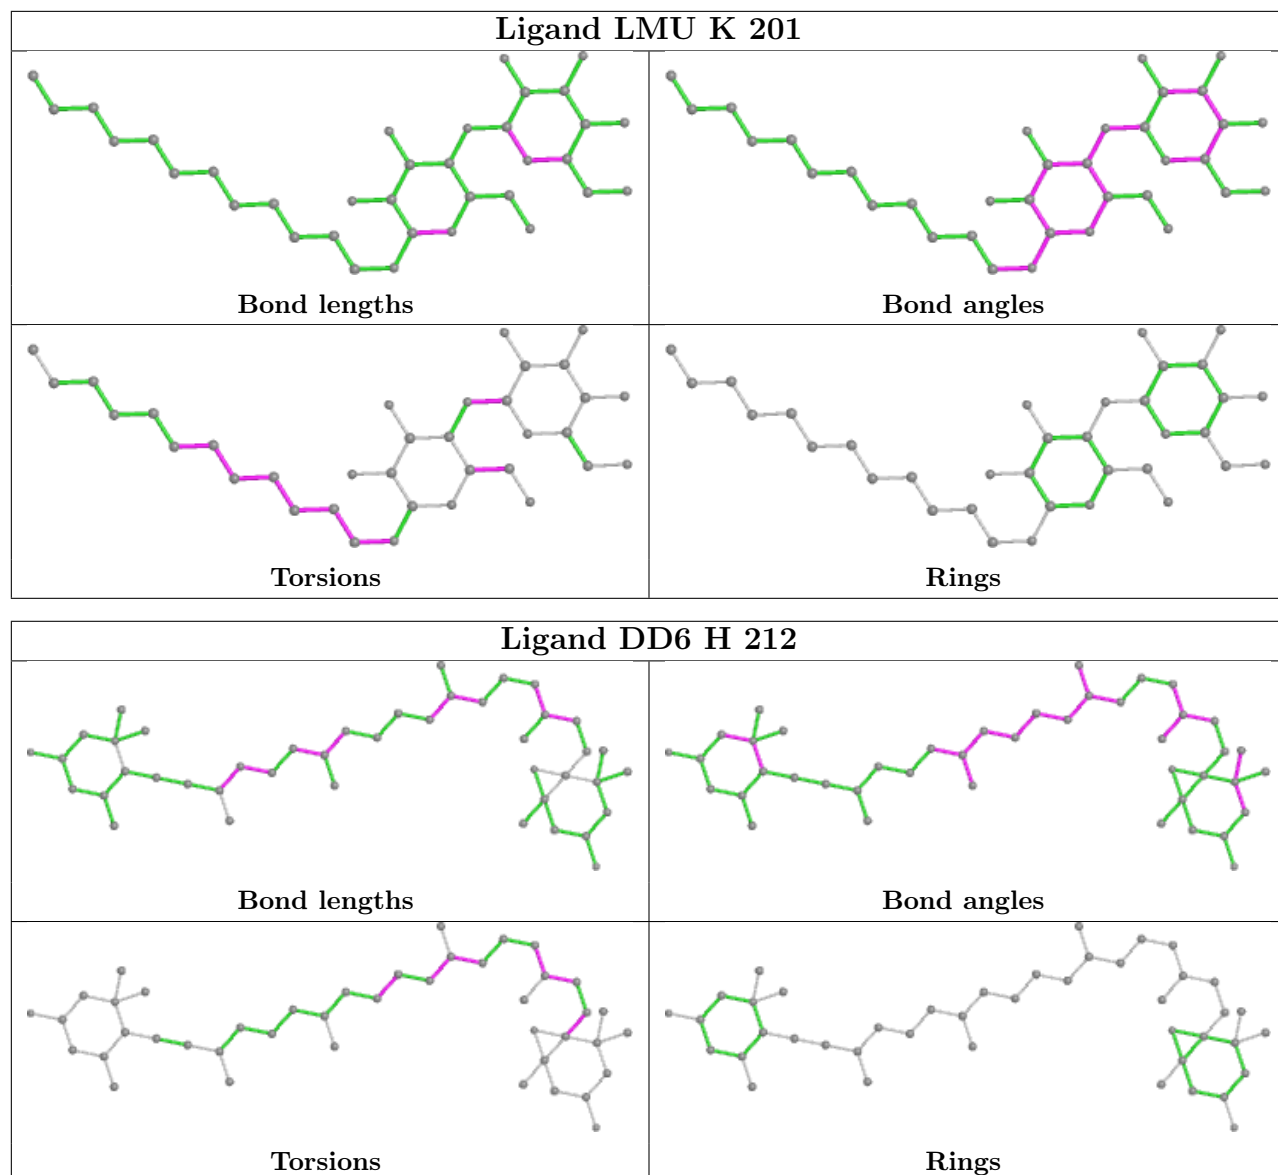 Ligand LMU K 201
Bond lengths
Bond angles
Torsions
Rings
Ligand DD6 H 212
Bond lengths
Bond angles
Torsions
Rings